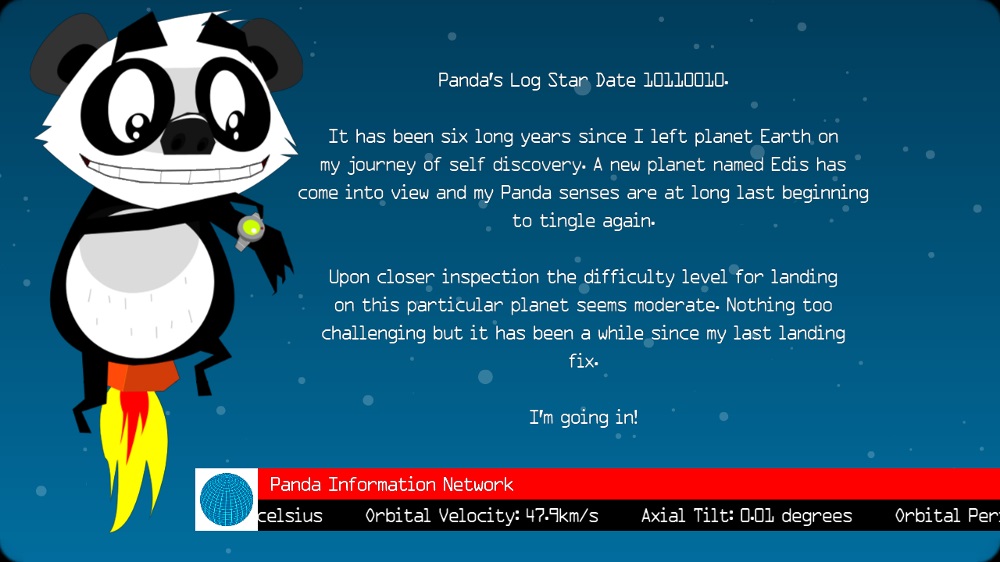 Panda's Log Star Date 10110010.
It has been six long years since I left planet Earth on
my journey of self discovery. A new planet named Edis has
come into view and my Panda senses are at long last beginning
to tingle again.
Upon closer inspection the difficulty level for landing
on this particular planet seems moderate. Nothing too
challenging but it has been a while since my last landing
fix.
I'm going in!
Panda Information Network
celsius Orbital Velocity: 47.9km/s Axial Tilt: 0.01 degrees Orbital Per